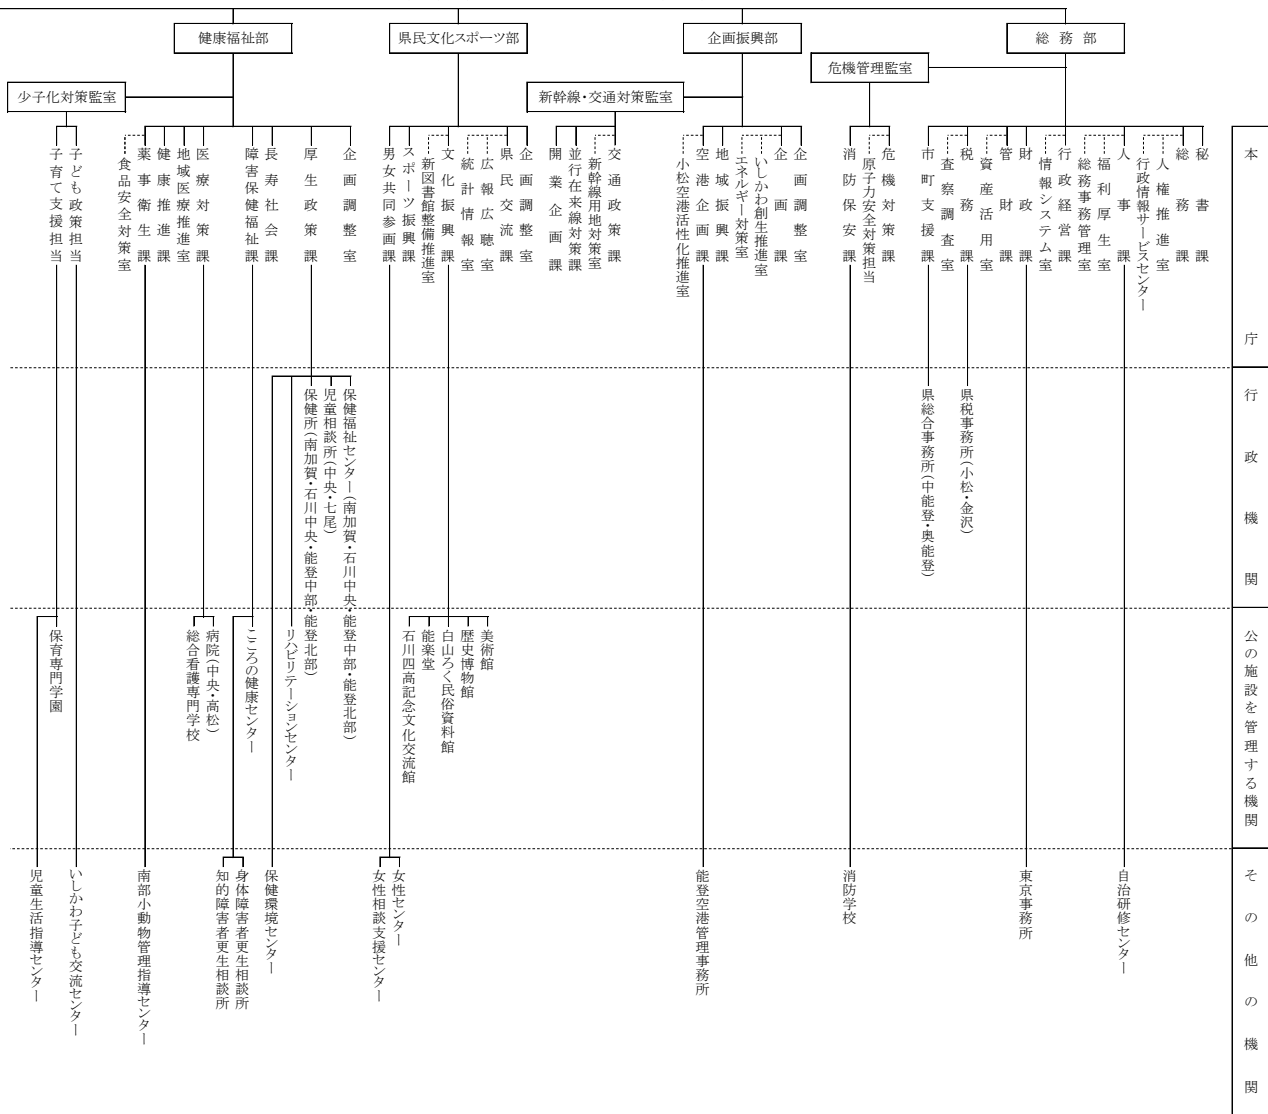 総務部
企画振興部
県民文化スポーツ部
健康福祉部
危機管理監室
新幹線・交通対策監室
少子化対策監室
本庁
秘書課
総務課
人権推進室
行政情報サービスセンター
人事課
福利厚生室
総務事務管理室
行政経営課
情報システム室
財政課
管財課
資産活用室
税務課
査察調査室
市町支援課
危機対策課
原子力安全対策担当
消防保安課
企画調整室
企画課
いしかわ創生推進室
エネルギー対策室
地域振興課
空港企画課
小松空港活性化推進室
交通政策課
新幹線用地対策室
並行在来線対策課
開業企画課
企画調整室
県民交流課
広報広聴室
統計情報室
文化振興課
新図書館整備推進室
スポーツ振興課
男女共同参画課
企画調整室
厚生政策課
長寿社会課
障害保健福祉課
医療対策課
地域医療推進室
健康推進課
薬事衛生課
食品安全対策室
子ども政策担当
子育て支援担当
行政機関
県税事務所（小松・金沢）
県総合事務所（中能登・奥能登）
保健福祉センター（南加賀・石川中央・能登中部・能登北部）
児童相談所（中央・七尾）
保健所（南加賀・石川中央・能登中部・能登北部）
公の施設を管理する機関
美術館
歴史博物館
白山ろく民俗資料館
能楽堂
石川四高記念文化交流館
リハビリテーションセンター
こころの健康センター
病院（中央・高松）
総合看護専門学校
保育専門学園
その他の機関
自治研修センター
東京事務所
消防学校
能登空港管理事務所
女性センター
女性相談支援センター
保健環境センター
身体障害者更生相談所
知的障害者更生相談所
南部小動物管理指導センター
いしかわ子ども交流センター
児童生活指導センター